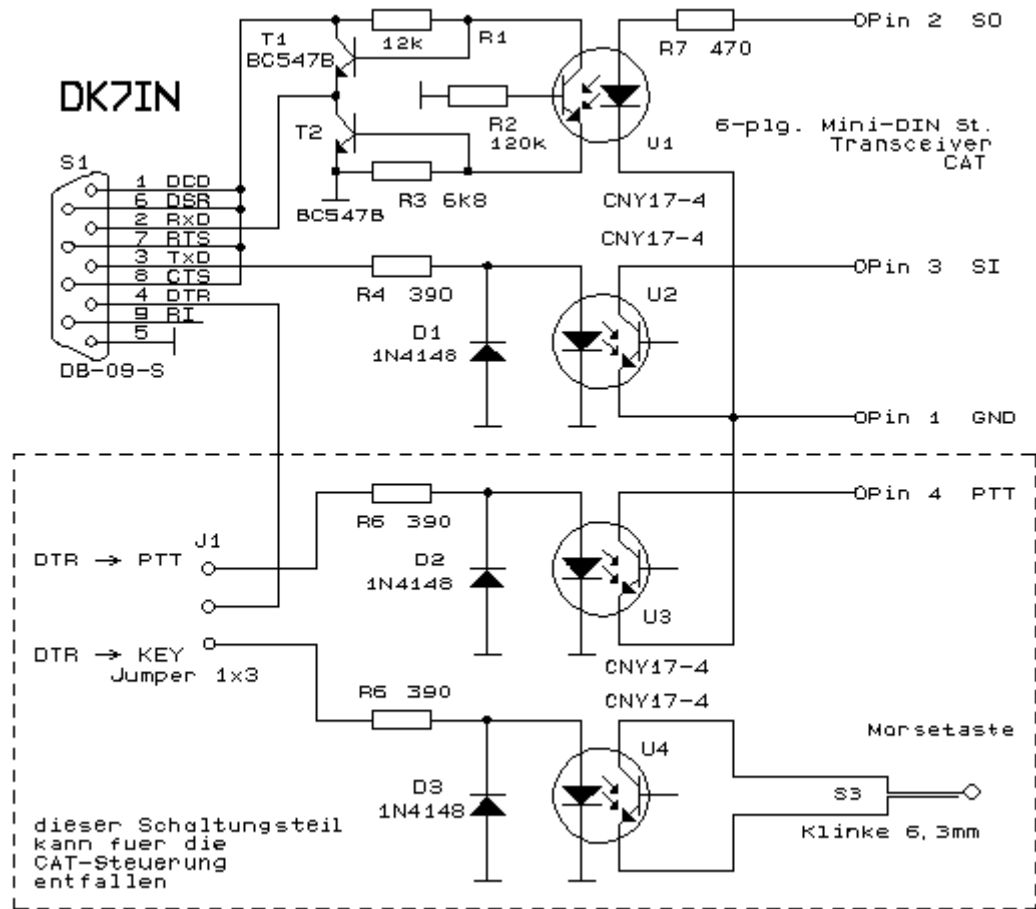 DK7IN
T1
BC547B
12k
R1
R7 470
OPin 2 SO
T2
R2
120k
U1
6-plg. Mini-DIN St.
Transceiver
CAT
R3 6k8
BC547B
CNY17-4
S1
1 DCD
6 DSR
2 RxD
7 RTS
3 TxD
8 CTS
4 DTR
9 RI
5
DB-09-S
CNY17-4
R4 390
U2
OPin 3 SI
D1
1N4148
OPin 1 GND
R6 390
OPin 4 PTT
DTR → PTT
J1
D2
1N4148
U3
CNY17-4
DTR → KEY
Jumper 1x3
R6 390
CNY17-4
U4
Morsetaste
D3
1N4148
S3
Klinke 6,3mm
dieser Schaltungsteil
kann fuer die
CAT-Steuerung
entfallen